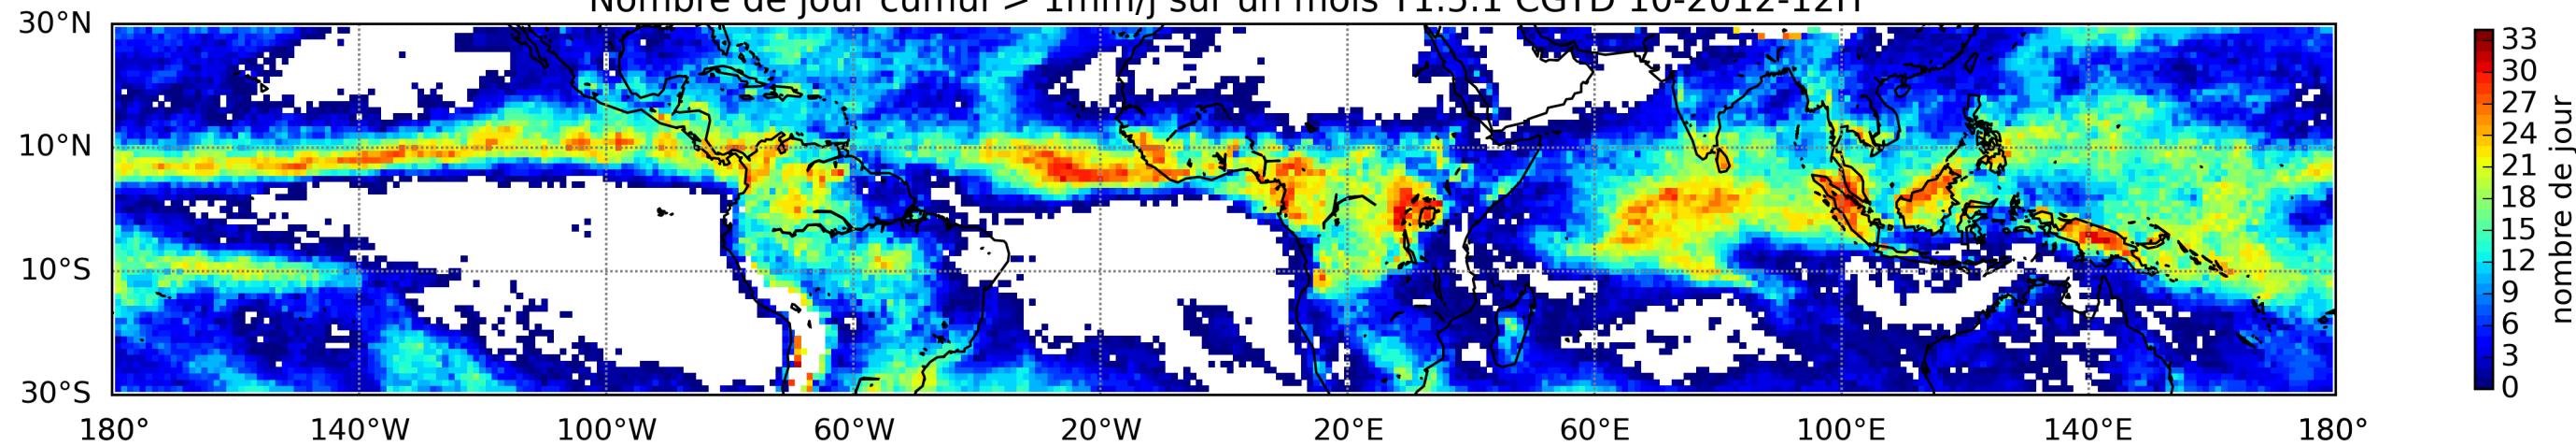 Nombre de jour cumul > 1mm/j sur un mois T1.5.1 CGTD 10-2012-12H
30°N
10°N
10°S
30°S
180° 140°W 100°W 60°W 20°W 20°E 60°E 100°E 140°E 180°
33
30
27
24
21
18
15
12
9
6
3
0
nombre de jour